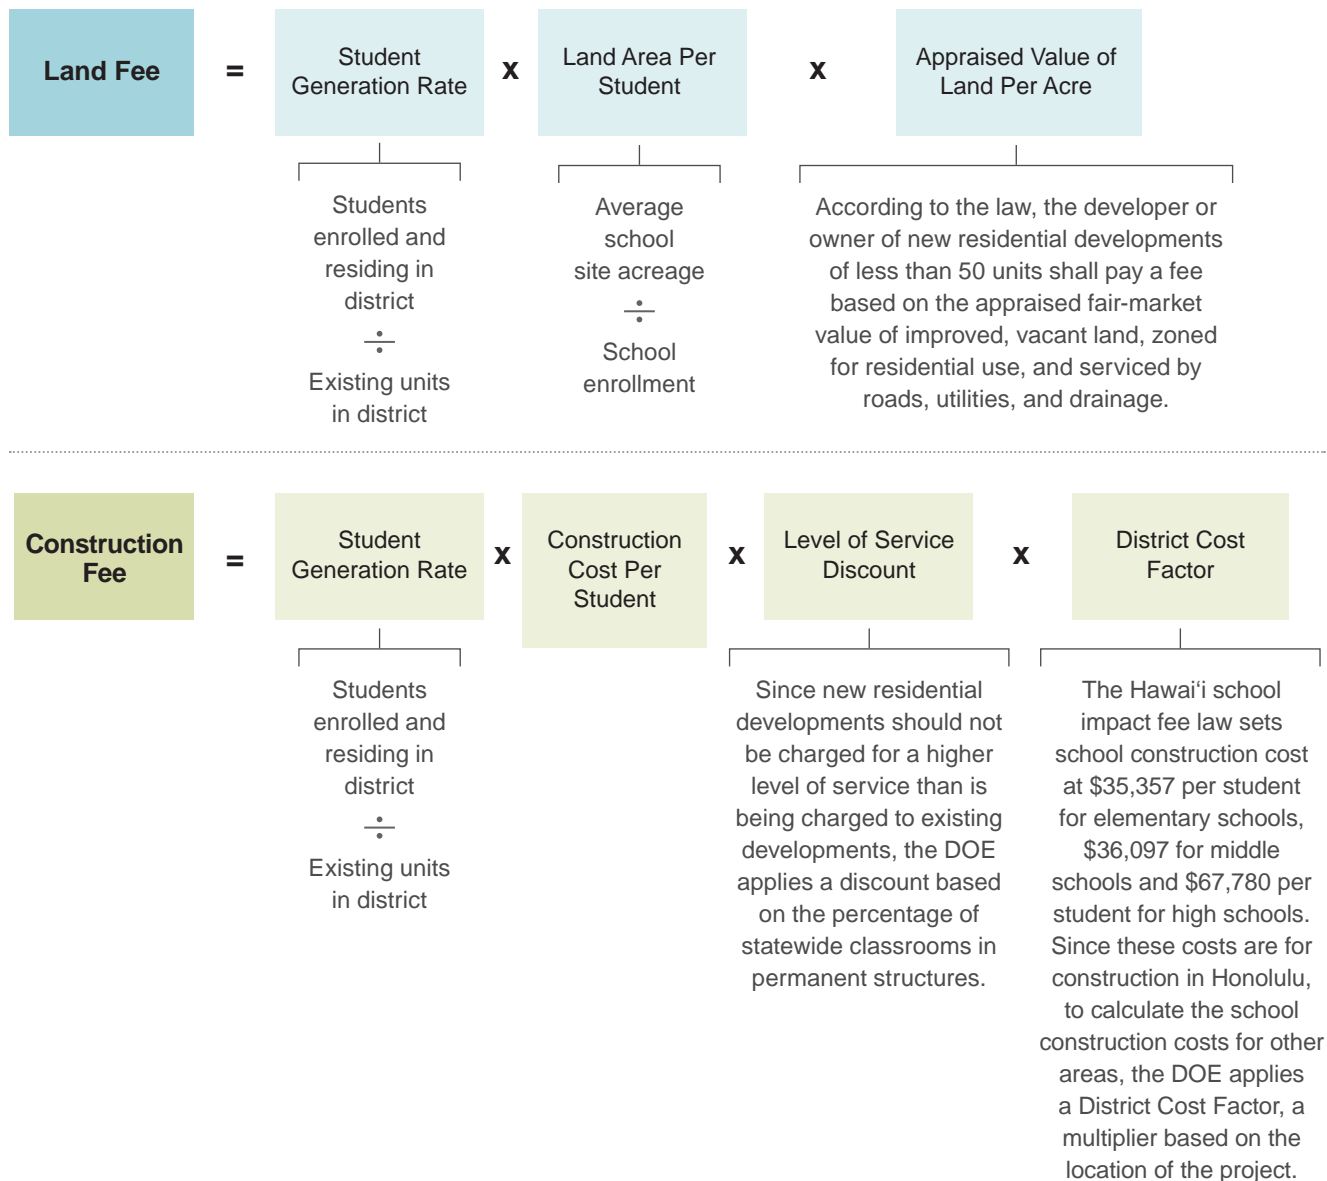 Land Fee
=
Student
Generation Rate
x
Land Area Per
Student
x
Appraised Value of
Land Per Acre
Students
enrolled and
residing in
district
÷
Existing units
in district
Average
school
site acreage
÷
School
enrollment
According to the law, the developer or
owner of new residential developments
of less than 50 units shall pay a fee
based on the appraised fair-market
value of improved, vacant land, zoned
for residential use, and serviced by
roads, utilities, and drainage.
Construction
Fee
=
Student
Generation Rate
x
Construction
Cost Per
Student
x
Level of Service
Discount
x
District Cost
Factor
Students
enrolled and
residing in
district
÷
Existing units
in district
Since new residential
developments should not
be charged for a higher
level of service than is
being charged to existing
developments, the DOE
applies a discount based
on the percentage of
statewide classrooms in
permanent structures.
The Hawaiʻi school
impact fee law sets
school construction cost
at $35,357 per student
for elementary schools,
$36,097 for middle
schools and $67,780 per
student for high schools.
Since these costs are for
construction in Honolulu,
to calculate the school
construction costs for other
areas, the DOE applies
a District Cost Factor, a
multiplier based on the
location of the project.